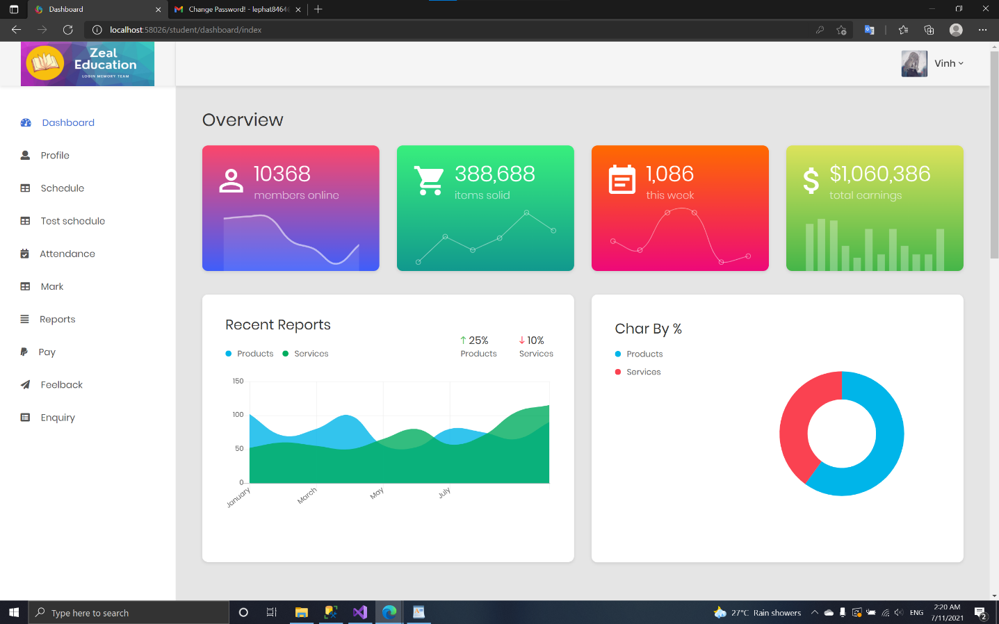 Dashboard
Change Password! - lephat8464
localhost:58026/student/dashboard/index
Zeal
Education
LOGIN MEMORY TEAM
Vinh
Dashboard
Profile
Schedule
Test schedule
Attendance
Mark
Reports
Pay
Feelback
Enquiry
Overview
10368
members online
388,688
items solid
1,086
this week
$1,060,386
total earnings
Recent Reports
Products
Services
25%
Products
10%
Services
150
100
50
0
January
March
May
July
Char By %
Products
Services
Type here to search
27°C Rain showers
ENG
2:20 AM
7/11/2021
2